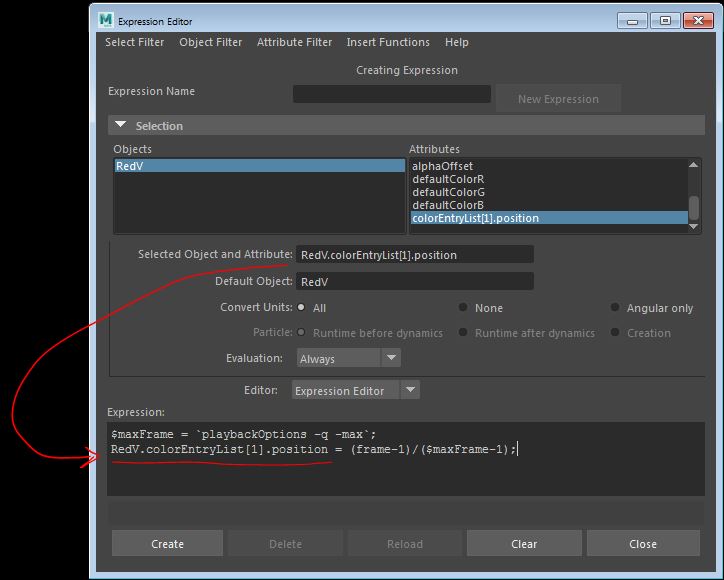 Expression Editor
Select Filter Object Filter Attribute Filter Insert Functions Help
Creating Expression
Expression Name
New Expression
Selection
Objects
RedV
Attributes
alphaOffset
defaultColorR
defaultColorG
defaultColorB
colorEntryList[1].position
Selected Object and Attribute: RedV.colorEntryList[1].position
Default Object: RedV
Convert Units: All None Angular only
Particle: Runtime before dynamics Runtime after dynamics Creation
Evaluation: Always
Editor: Expression Editor
Expression:
$maxFrame = `playbackOptions -q -max`;
RedV.colorEntryList[1].position = (frame-1)/($maxFrame-1);
Create Delete Reload Clear Close